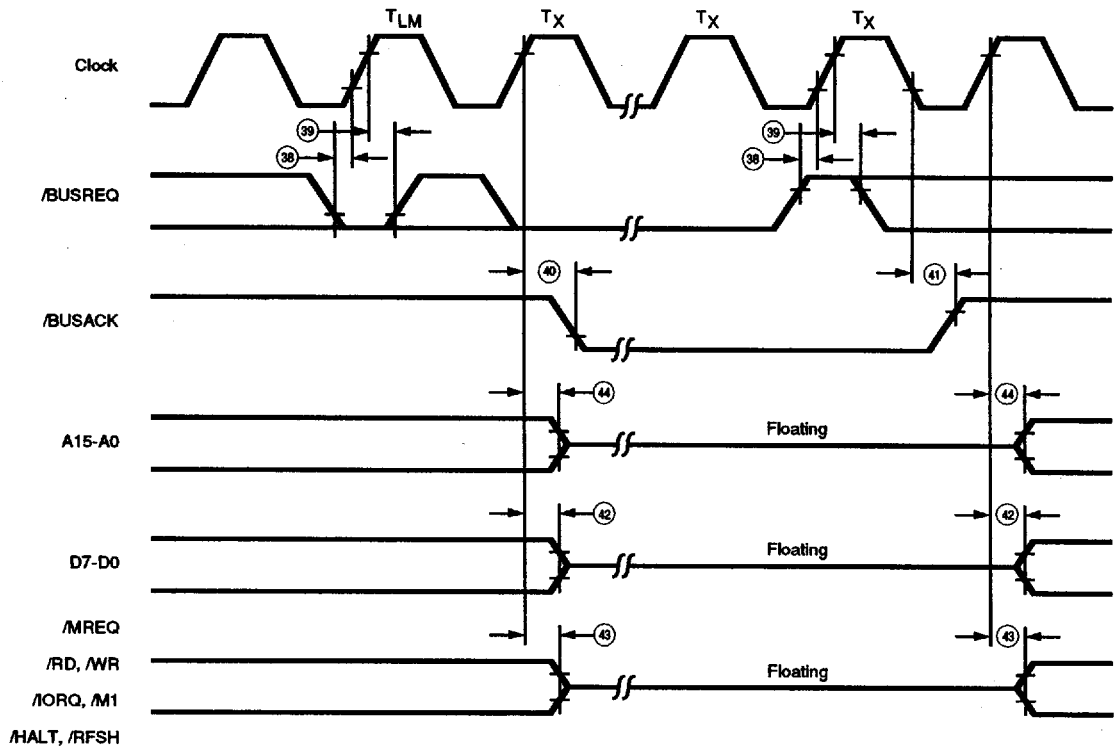 TLM TX TX TX
Clock
39 39
38 38
/BUSREQ
40 41
/BUSACK
44 44
A15-A0 Floating
42 42
D7-D0 Floating
/MREQ 43 43
/RD, /WR
Floating
/IORQ, /M1
/HALT, /RFSH